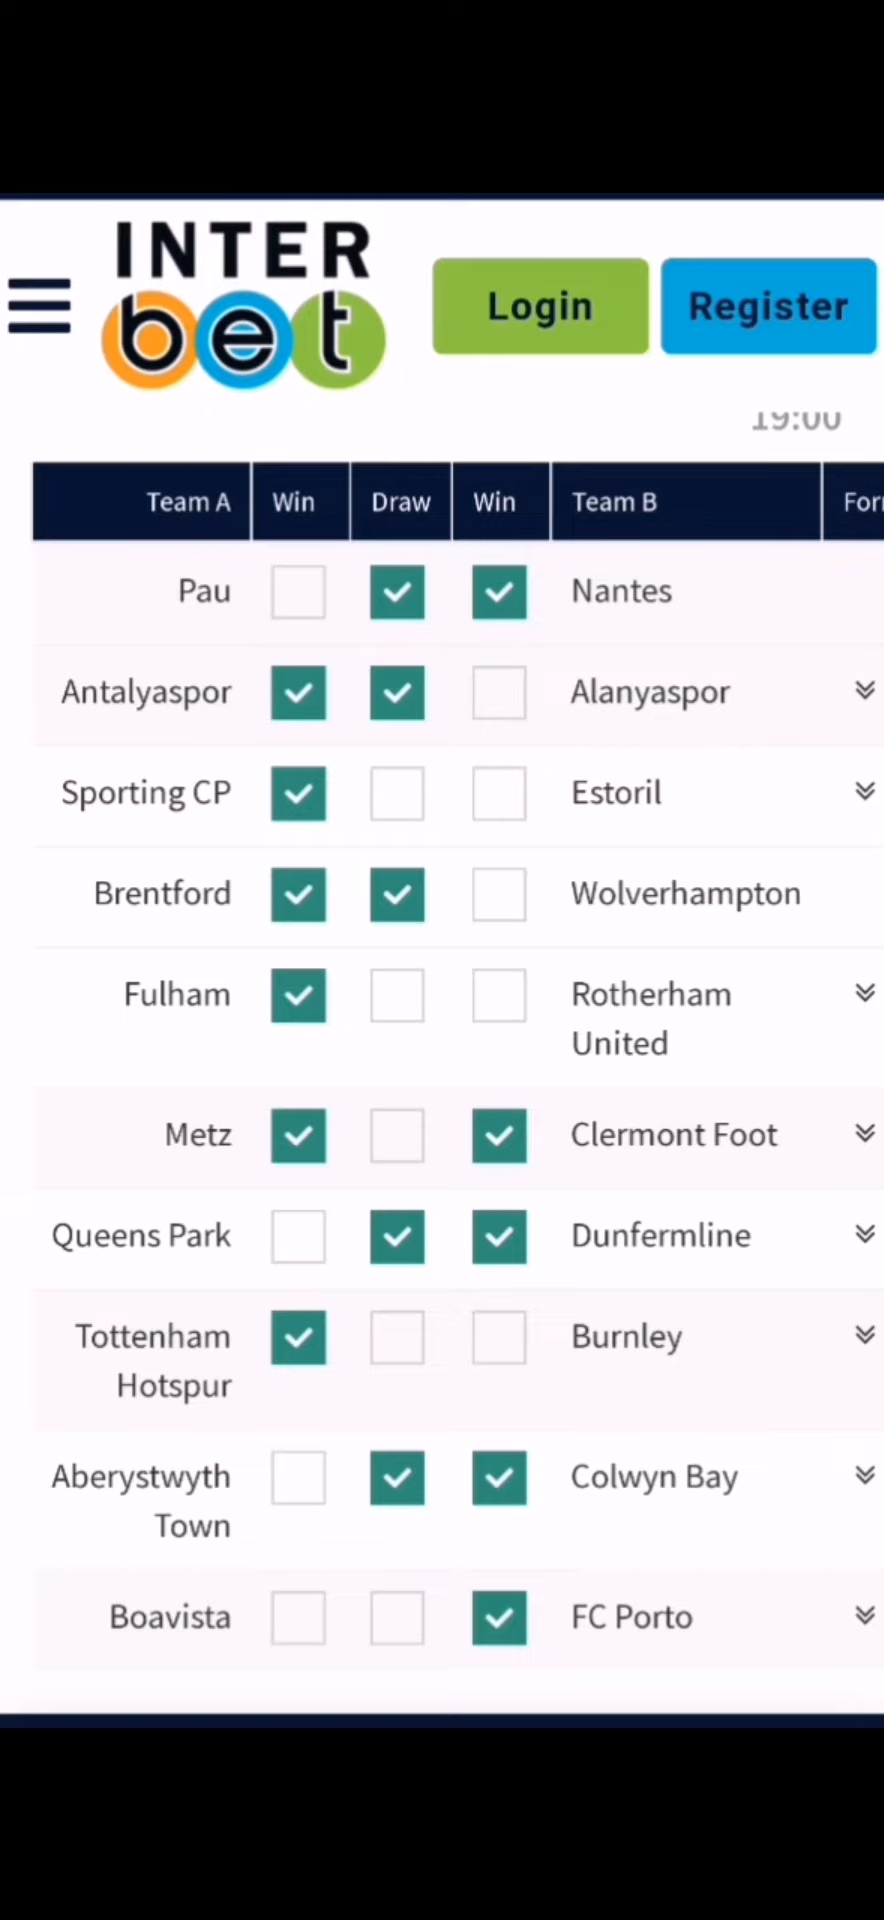 INTER
bet
Login
Register
19:00
Team A Win Draw Win Team B For
Pau Nantes
Antalyaspor Alanyaspor
Sporting CP Estoril
Brentford Wolverhampton
Fulham Rotherham
United
Metz Clermont Foot
Queens Park Dunfermline
Tottenham Burnley
Hotspur
Aberystwyth Colwyn Bay
Town
Boavista FC Porto